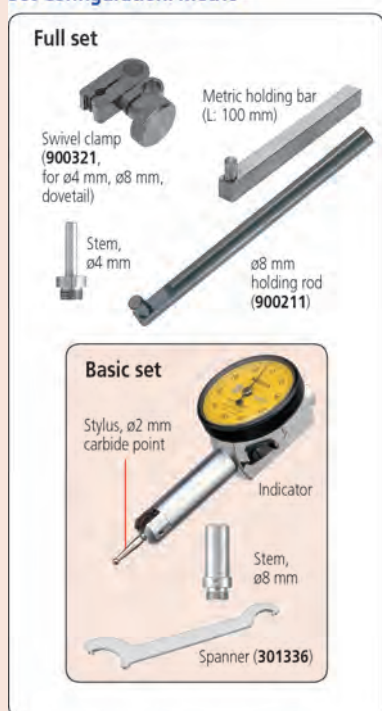 Full set
Swivel clamp
(900321,
for ø4 mm, ø8 mm,
dovetail)
Metric holding bar
(L: 100 mm)
Stem,
ø4 mm
ø8 mm
holding rod
(900211)
Basic set
Stylus, ø2 mm
carbide point
Indicator
Stem,
ø8 mm
Spanner (301336)